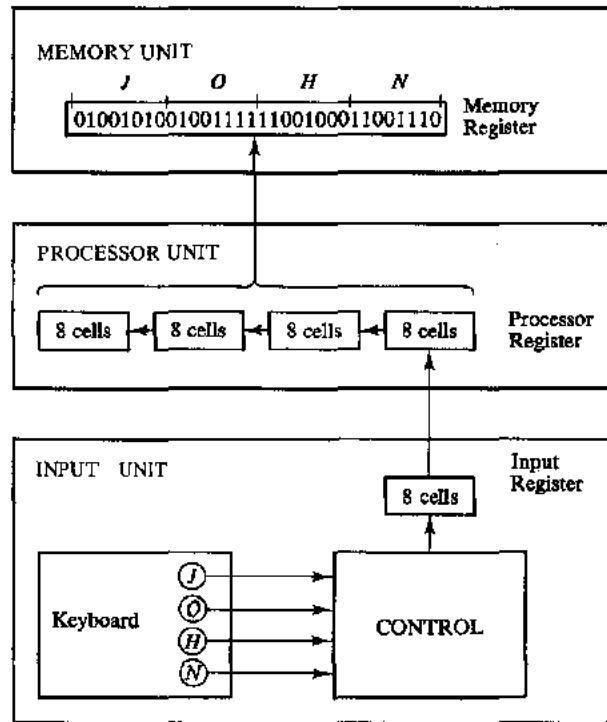 MEMORY UNIT
J O H N
01001010010011111100100011001110
Memory
Register
PROCESSOR UNIT
8 cells 8 cells 8 cells 8 cells
Processor
Register
INPUT UNIT
Input
Register
8 cells
J
O
Keyboard
CONTROL
H
N